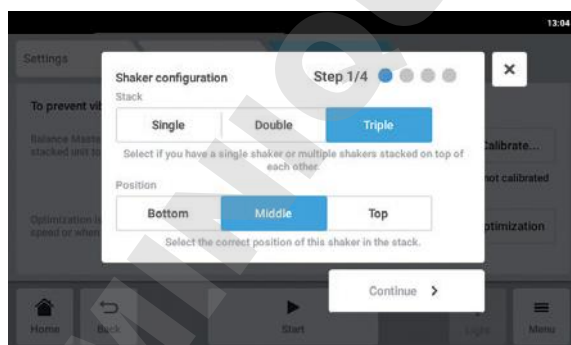 13:04
Settings
Shaker configuration
Step 1/4
Stack
To prevent vib
Single Double Triple
Balance Maste
stacked unit to
Calibrate...
Select if you have a single shaker or multiple shakers stacked on top of
each other.
not calibrated
Position
Bottom Middle Top
Optimization is
speed or when
ptimization
Select the correct position of this shaker in the stack.
Continue
Home Back Start Light Menu